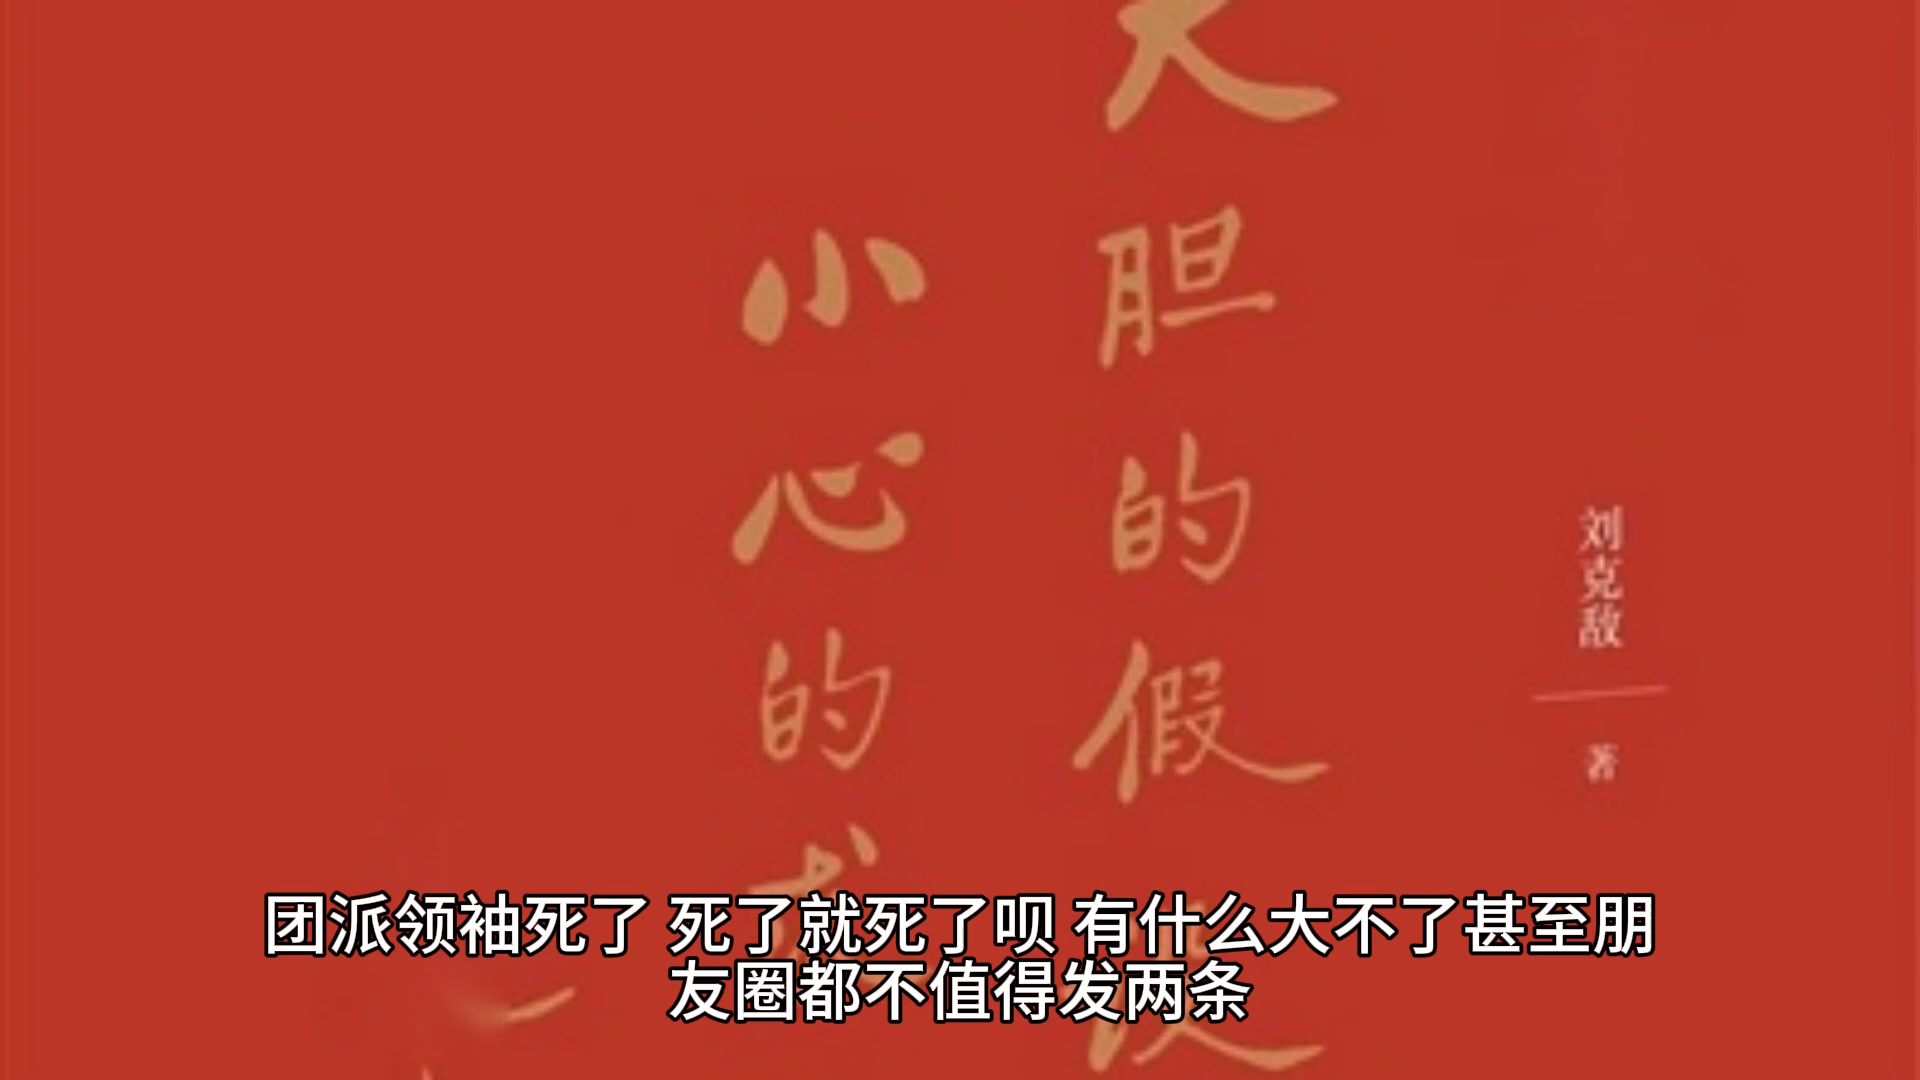 大胆的假设
小心的求
刘克敌
著
团派领袖死了 死了就死了呗 有什么大不了甚至朋
友圈都不值得发两条